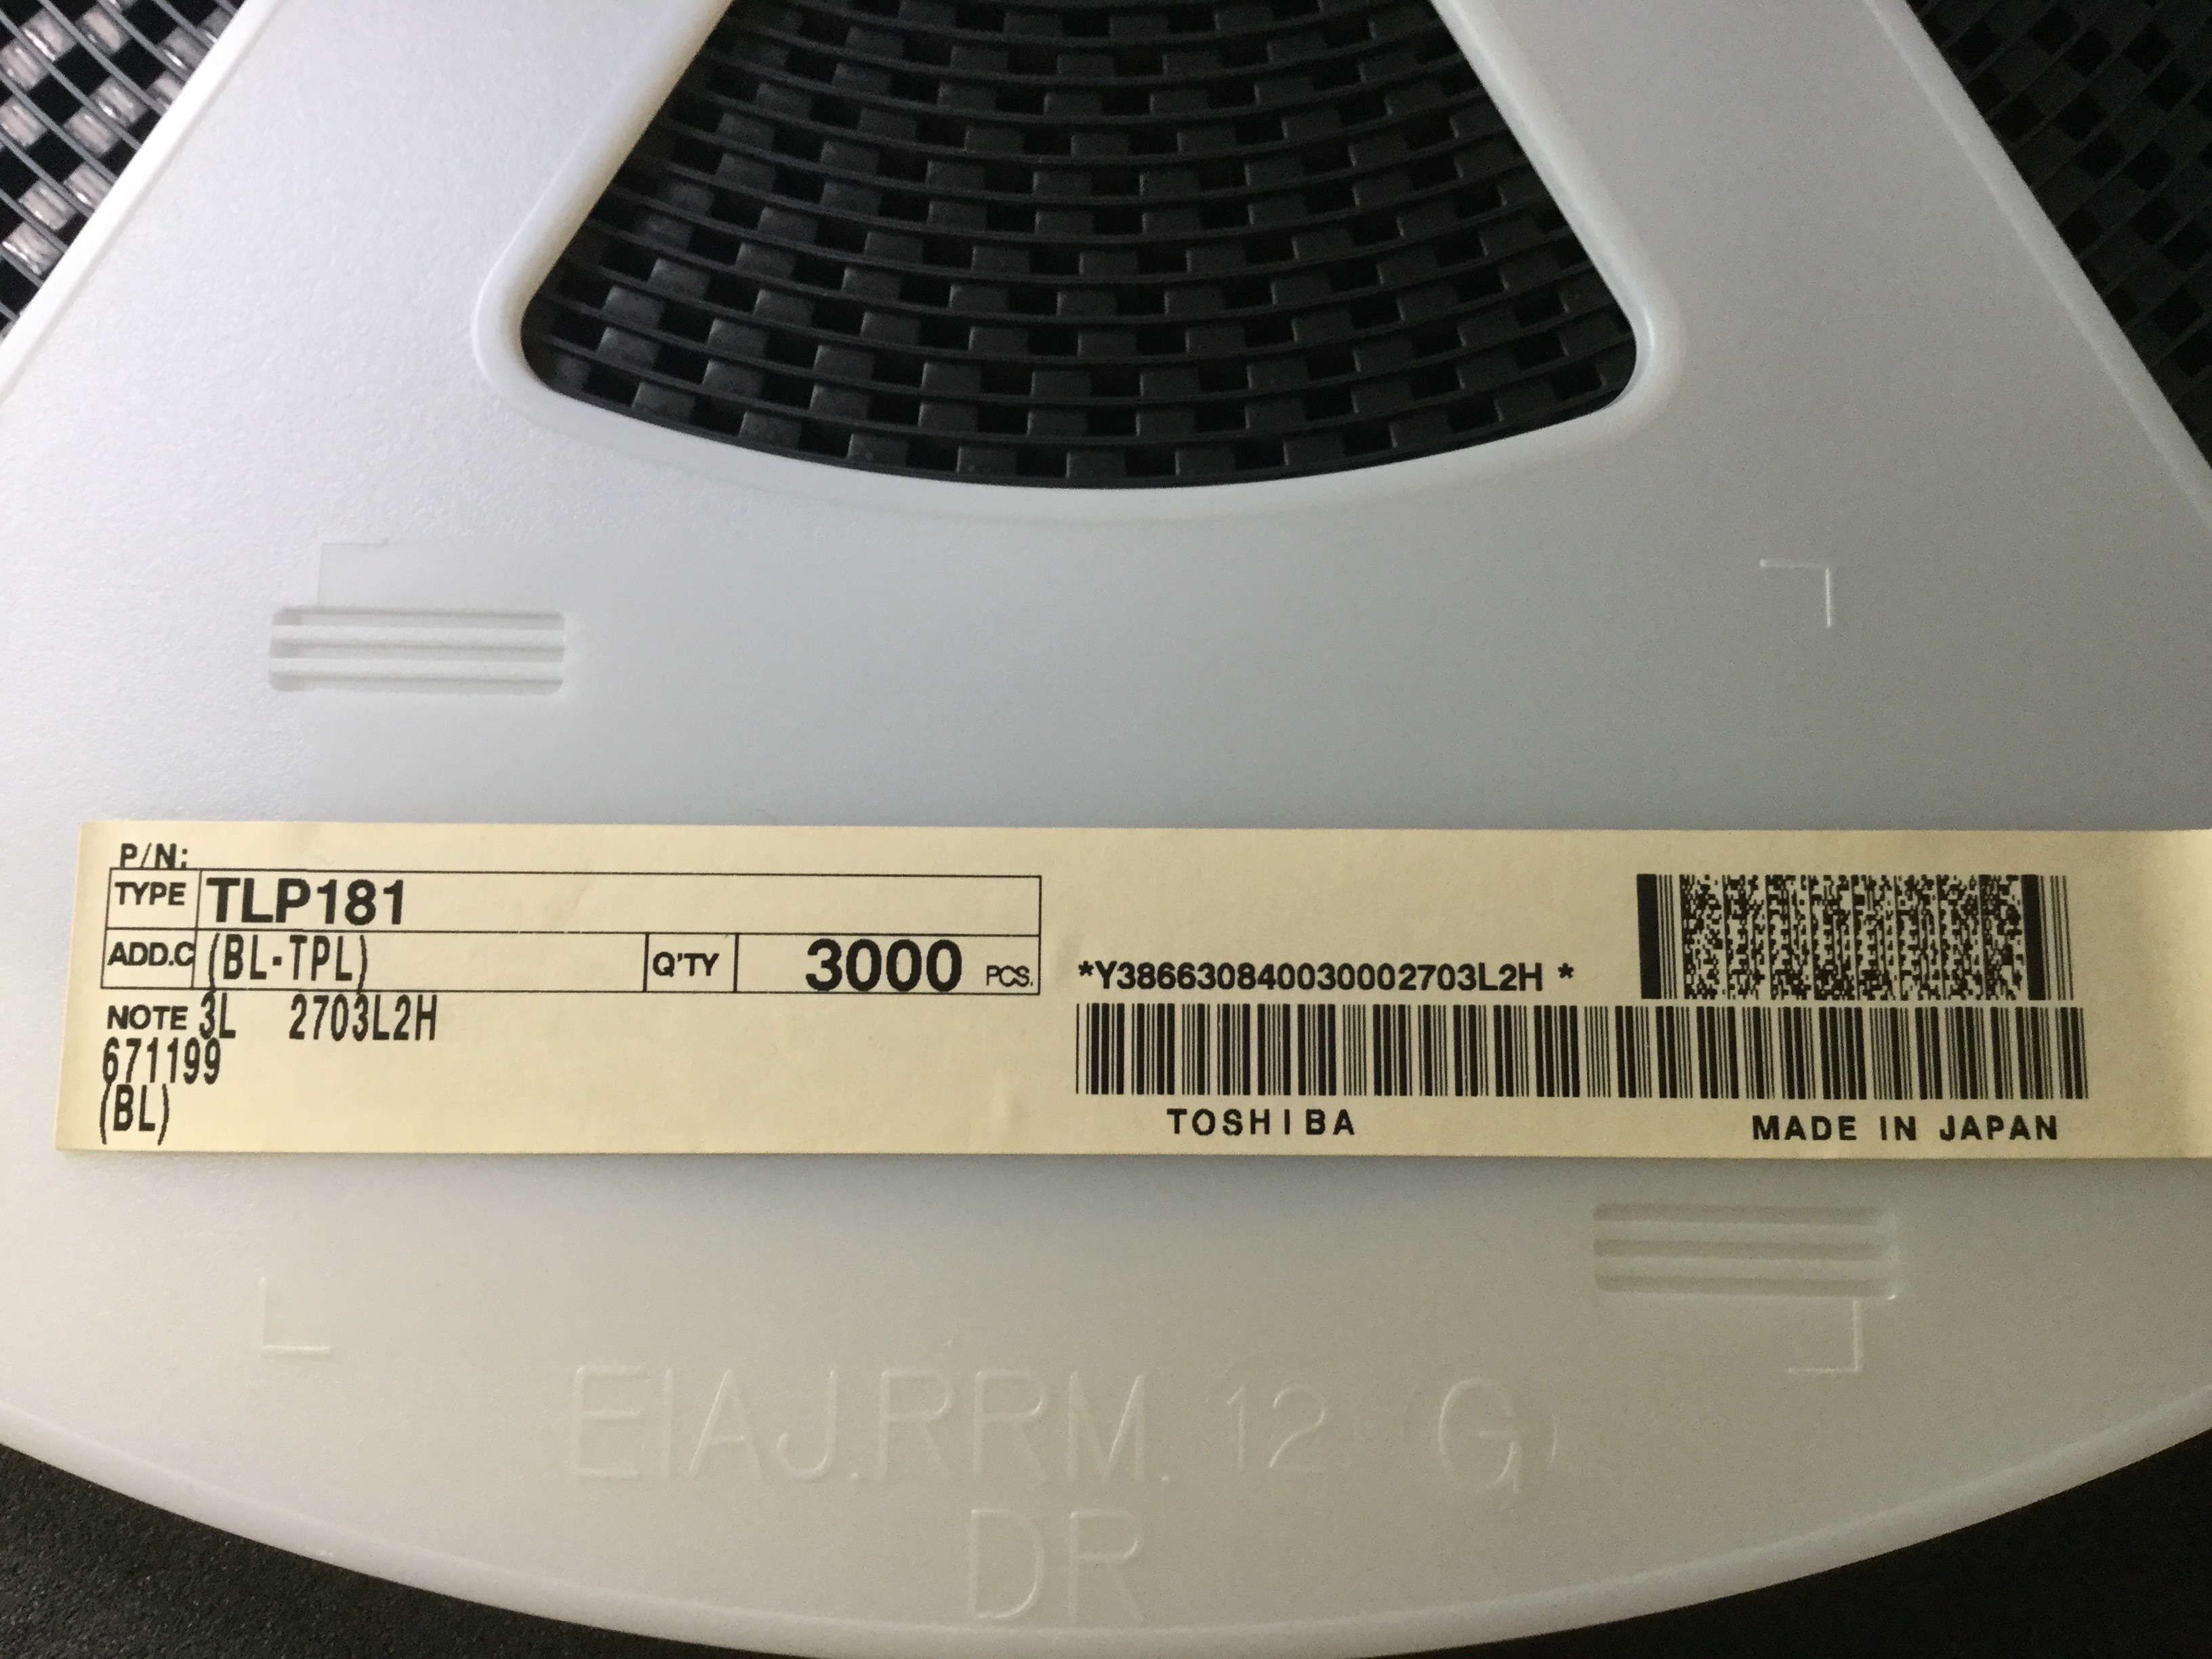 P/N:
TYPE TLP181
ADD.C (BL-TPL) Q'TY 3000 PCS.
NOTE 3L 2703L2H
671199
(BL)
*Y386630840030002703L2H *
TOSHIBA MADE IN JAPAN
EIAJ.RRM. 12 (G)
DR